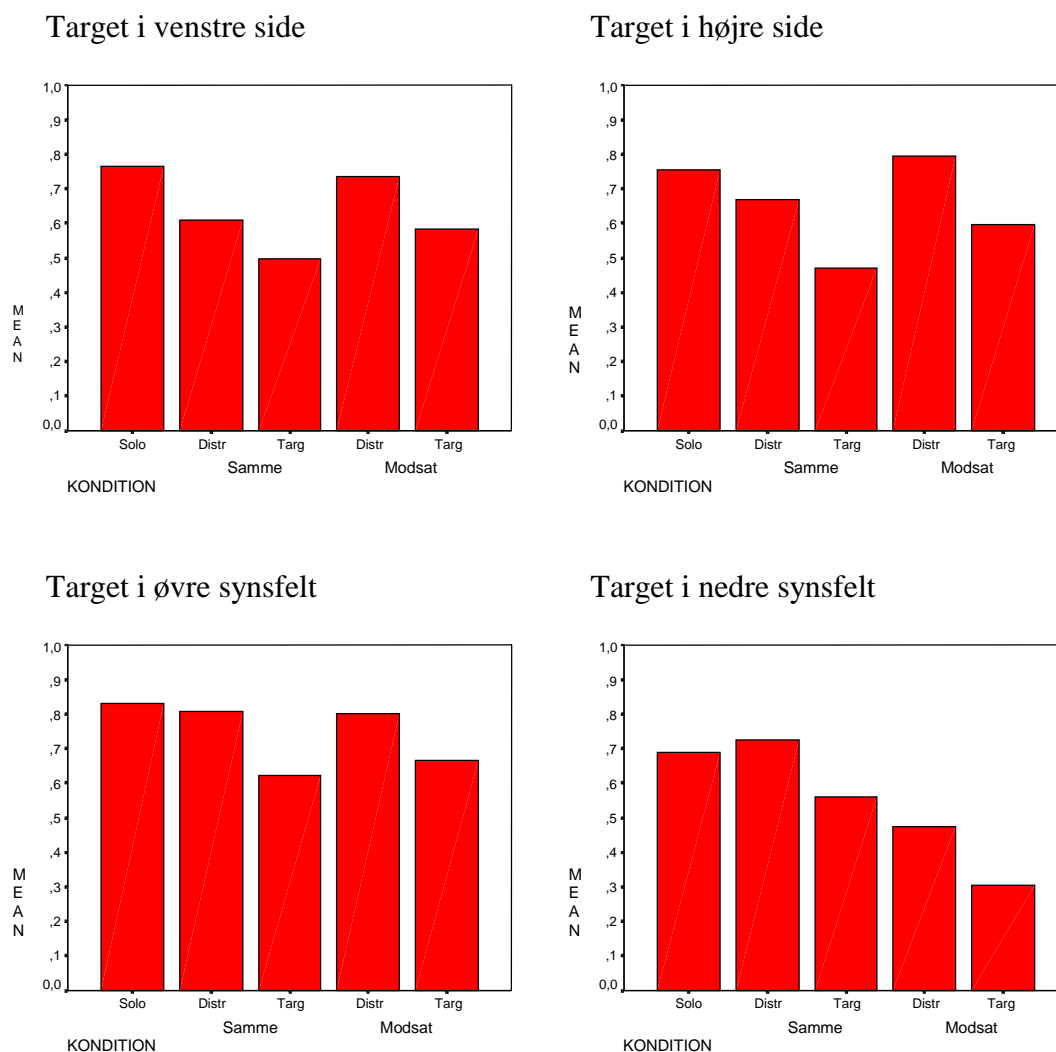 Target i venstre side
1,0
,9
,8
,7
,6
,5
,4
,3
,2
,1
0,0
MEAN
Solo Distr Targ Distr Targ
Samme Modsat
KONDITION
Target i højre side
1,0
,9
,8
,7
,6
,5
,4
,3
,2
,1
0,0
MEAN
Solo Distr Targ Distr Targ
Samme Modsat
KONDITION
Target i øvre synsfelt
1,0
,9
,8
,7
,6
,5
,4
,3
,2
,1
0,0
MEAN
Solo Distr Targ Distr Targ
Samme Modsat
KONDITION
Target i nedre synsfelt
1,0
,9
,8
,7
,6
,5
,4
,3
,2
,1
0,0
MEAN
Solo Distr Targ Distr Targ
Samme Modsat
KONDITION